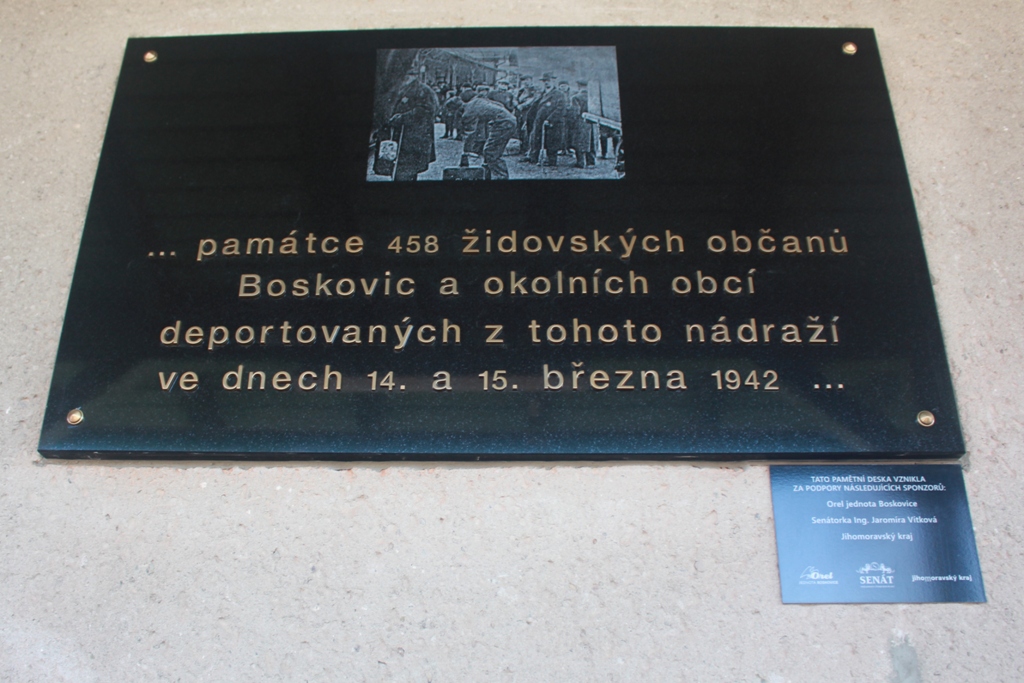 ... památce 458 židovských občanů
Boskovic a okolních obcí
deportovaných z tohoto nádraží
ve dnech 14. a 15. března 1942 ...
TATO PAMĚTNÍ DESKA VZNIKLA
ZA PODPORY NÁSLEDUJÍCÍCH SPONZORŮ:
Orel jednota Boskovice
Senátorka Ing. Jaromíra Vítková
Jihomoravský kraj
Orel
SENÁT
jihomoravský kraj